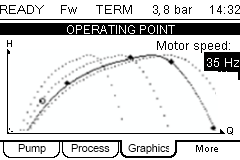 READY Fw TERM 3,8 bar 14:32
OPERATING POINT
H
Motor speed:
35 Hz
Q
Pump Process Graphics More